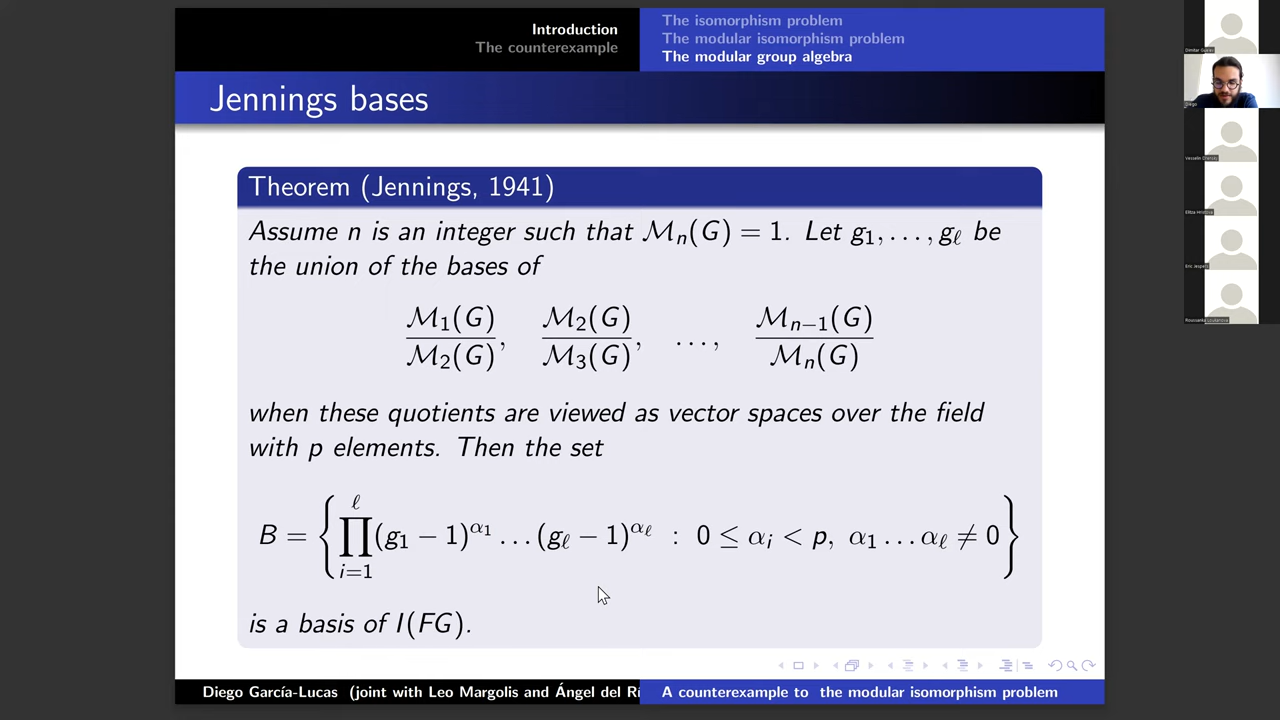 Introduction
The counterexample
The isomorphism problem
The modular isomorphism problem
The modular group algebra
Jennings bases
Theorem (Jennings, 1941)
Assume n is an integer such that ℳₙ(G) = 1. Let g₁, . . . , g_ℓ be
the union of the bases of
ℳ₁(G)/ℳ₂(G), ℳ₂(G)/ℳ₃(G), . . . , ℳₙ₋₁(G)/ℳₙ(G)
when these quotients are viewed as vector spaces over the field
with p elements. Then the set
B = { ∏_{i=1}^{ℓ} (g₁ − 1)^{α₁} . . . (g_ℓ − 1)^{α_ℓ} : 0 ≤ α_i < p, α₁ . . . α_ℓ ≠ 0 }
is a basis of I(FG).
Diego García-Lucas (joint with Leo Margolis and Ángel del Rí
A counterexample to the modular isomorphism problem
Diego